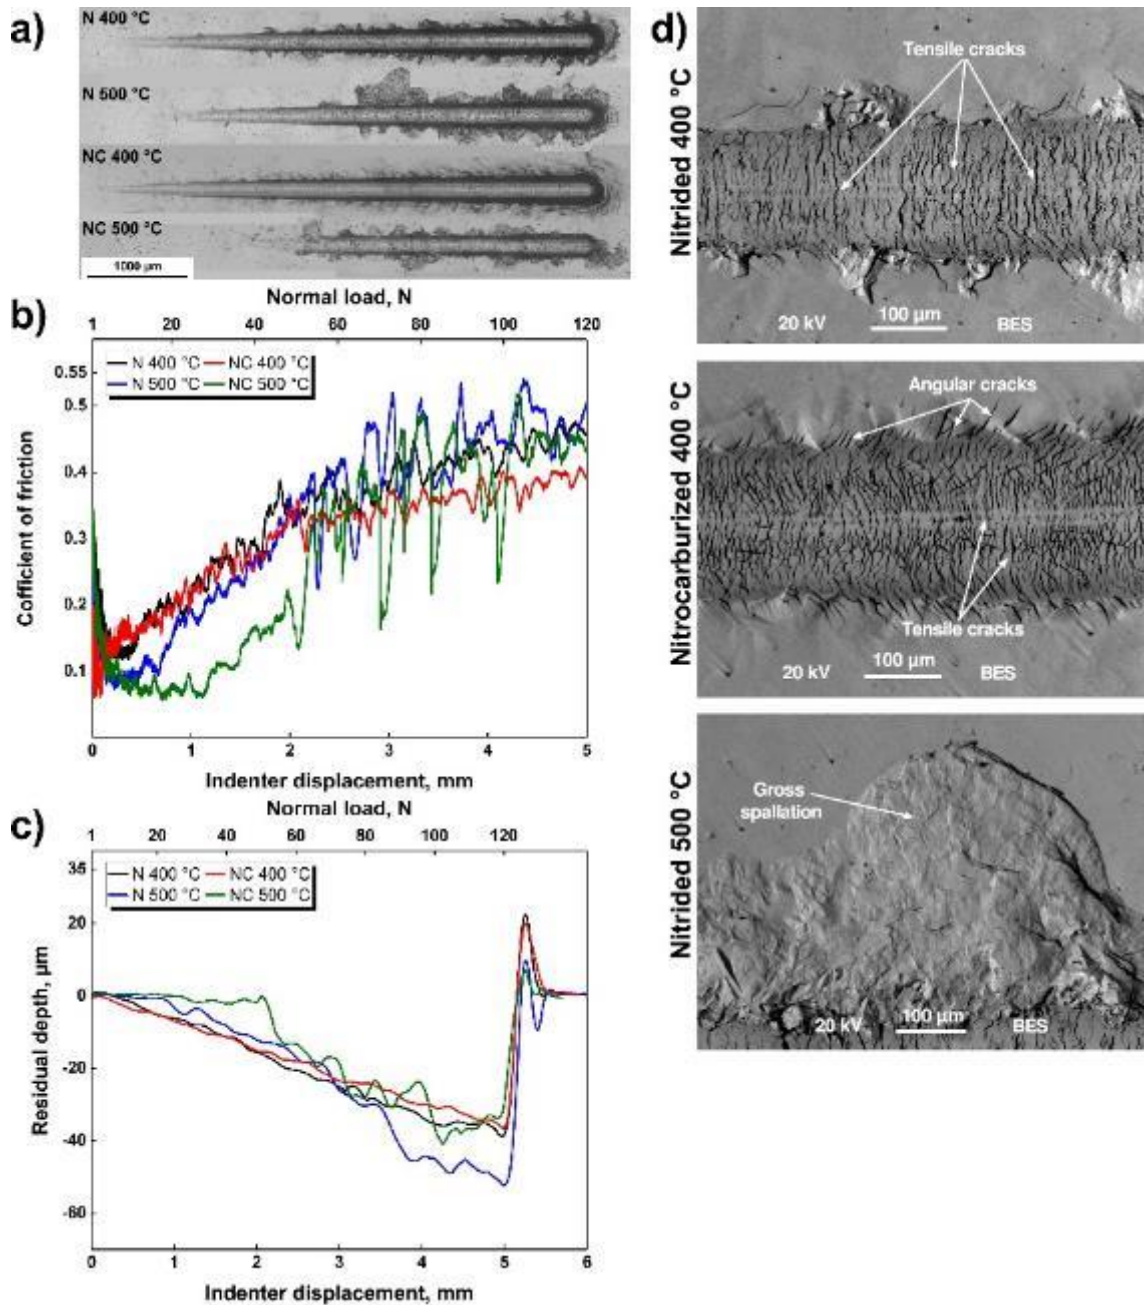 a)
N 400 °C
N 500 °C
NC 400 °C
NC 500 °C
1000 µm
b)
Normal load, N
1 20 40 60 80 100 120
N 400 °C NC 400 °C
N 500 °C NC 500 °C
0.55
0.5
0.4
0.3
0.2
0.1
Cofficient of friction
0 1 2 3 4 5
Indenter displacement, mm
c)
Normal load, N
1 20 40 60 80 100 120
N 400 °C NC 400 °C
N 500 °C NC 500 °C
35
20
0
-20
-40
-60
Residual depth, µm
0 1 2 3 4 5 6
Indenter displacement, mm
d)
Nitrided 400 °C
Tensile cracks
20 kV 100 µm BES
Nitrocarburized 400 °C
Angular cracks
Tensile cracks
20 kV 100 µm BES
Nitrided 500 °C
Gross
spallation
20 kV 100 µm BES